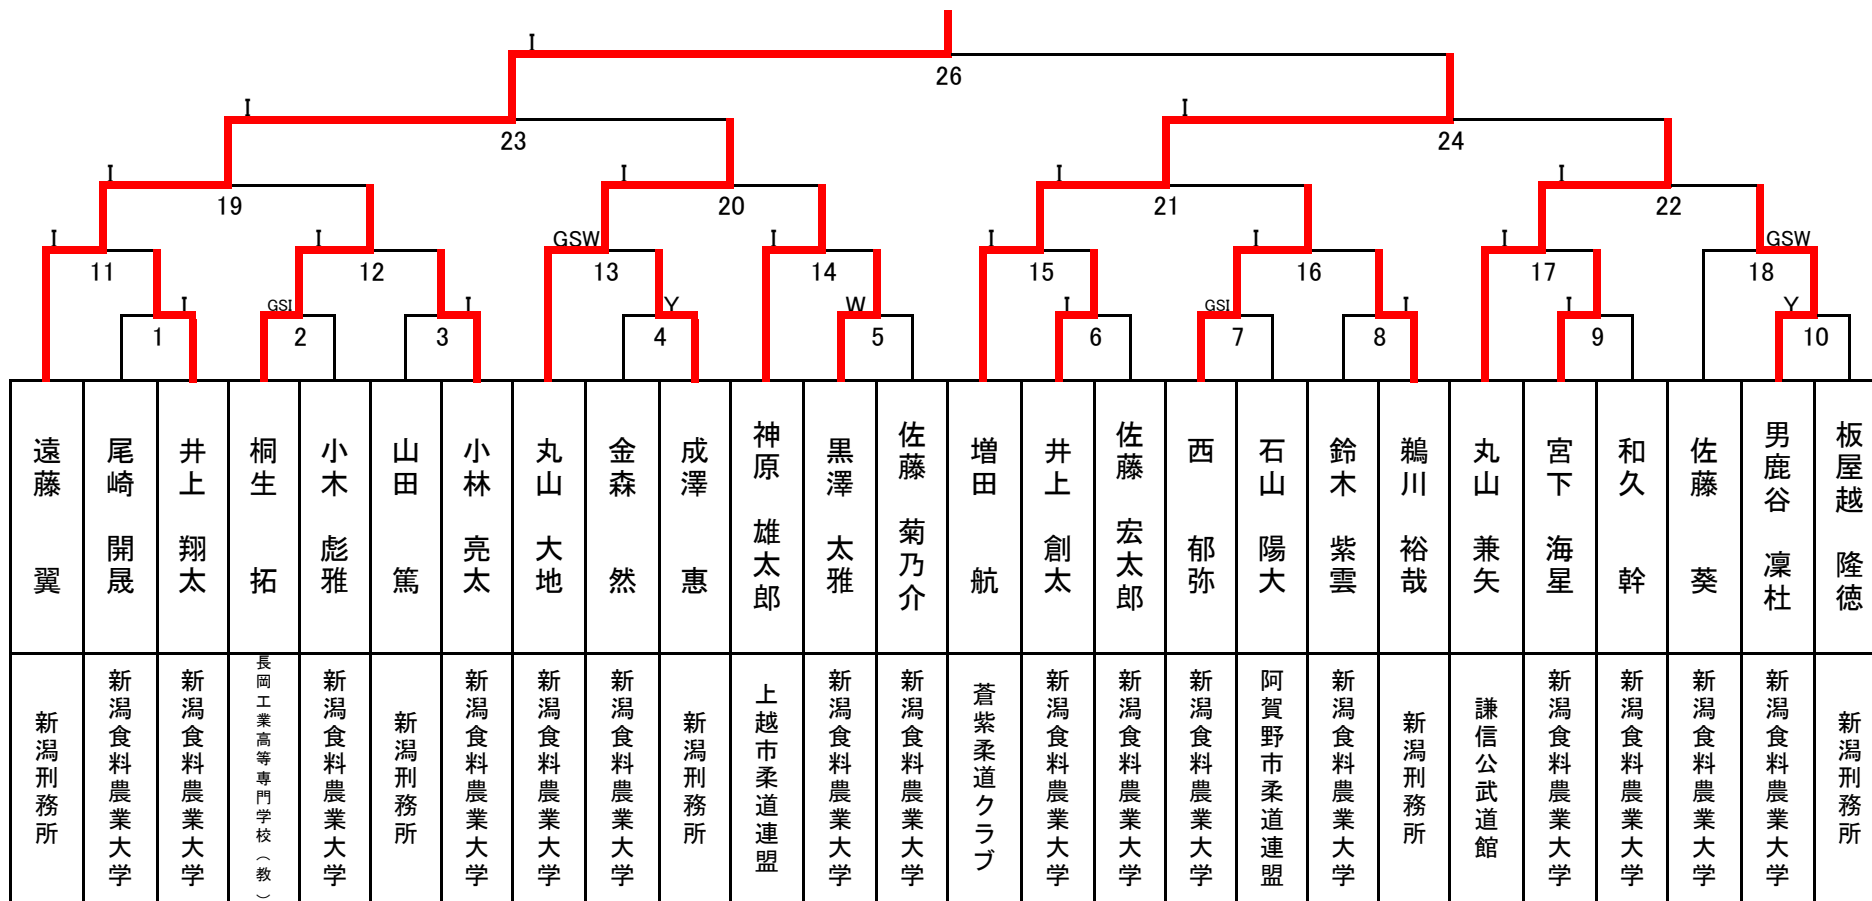 I
26
I
I
23
24
I
I
I
I
19
20
21
22
I
I
GSW
I
I
I
I
GSW
11
12
13
14
15
16
17
18
I
GSI
I
Y
W
I
GSI
I
I
Y
1
2
3
4
5
6
7
8
9
10
遠藤 翼
尾崎 開晟
井上 翔太
桐生 拓
小木 彪雅
山田 篤
小林 亮太
丸山 大地
金森 然
成澤 惠
神原 雄太郎
黒澤 太雅
佐藤 菊乃介
増田 航
井上 創太
佐藤 宏太郎
西 郁弥
石山 陽大
鈴木 紫雲
鵜川 裕哉
丸山 兼矢
宮下 海星
和久 幹
佐藤 葵
男鹿谷 凜杜
板屋越 隆徳
新潟刑務所
新潟食料農業大学
新潟食料農業大学
長岡工業高等専門学校(教)
新潟食料農業大学
新潟刑務所
新潟食料農業大学
新潟食料農業大学
新潟食料農業大学
新潟刑務所
上越市柔道連盟
新潟食料農業大学
新潟食料農業大学
蒼紫柔道クラブ
新潟食料農業大学
新潟食料農業大学
新潟食料農業大学
阿賀野市柔道連盟
新潟食料農業大学
新潟刑務所
謙信公武道館
新潟食料農業大学
新潟食料農業大学
新潟食料農業大学
新潟食料農業大学
新潟刑務所